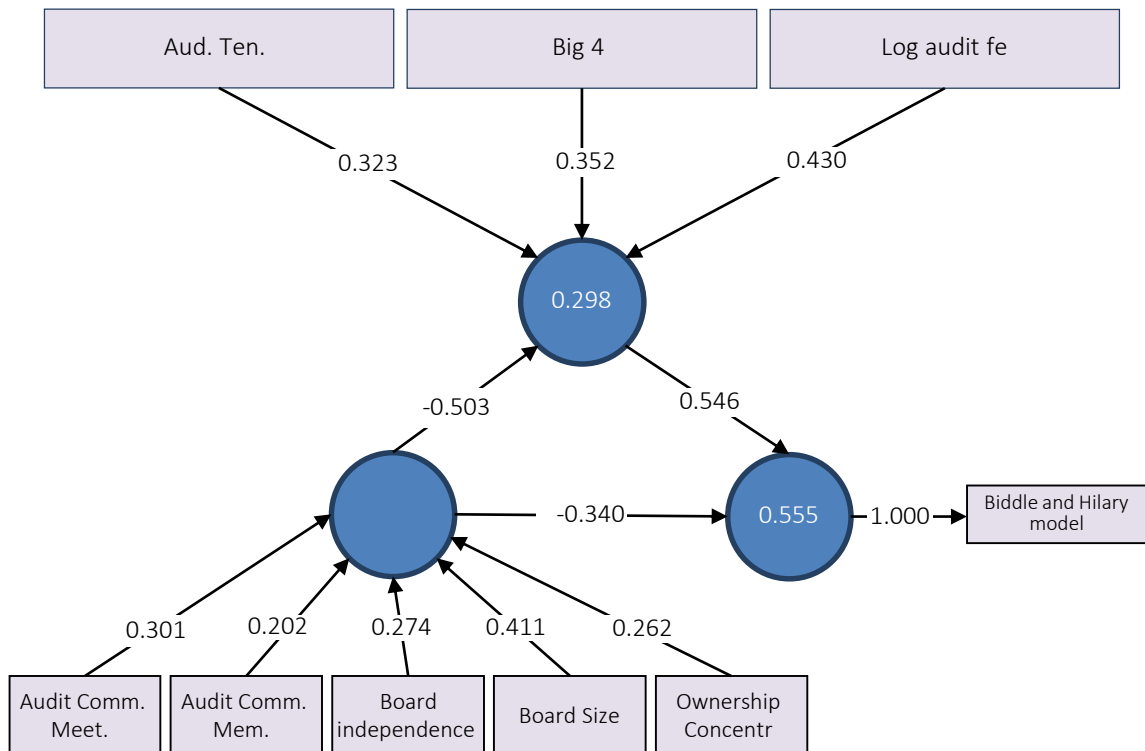 Aud. Ten.
Big 4
Log audit fe
0.323
0.352
0.430
0.298
-0.503
0.546
-0.340
0.555
1.000
Biddle and Hilary
model
0.301
0.202
0.274
0.411
0.262
Audit Comm.
Meet.
Audit Comm.
Mem.
Board
independence
Board Size
Ownership
Concentr